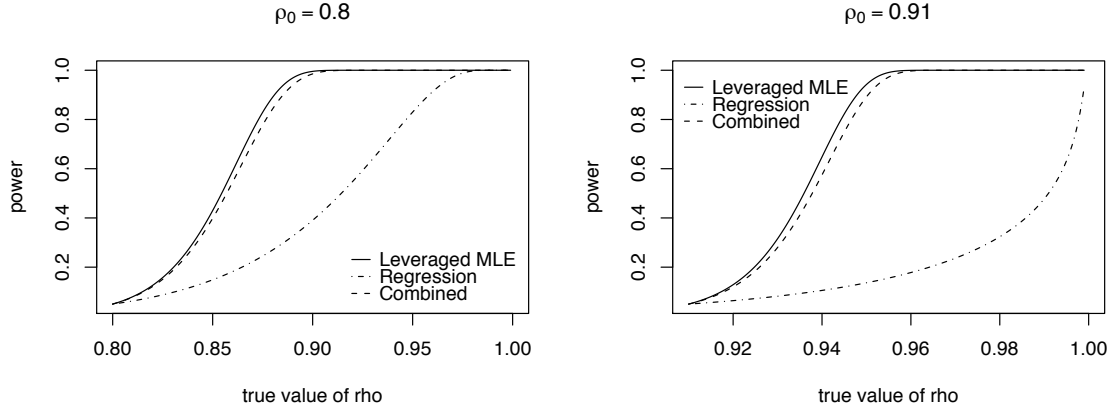 ρ0 = 0.8
power
1.0
0.8
0.6
0.4
0.2
Leveraged MLE
Regression
Combined
0.80 0.85 0.90 0.95 1.00
true value of rho
ρ0 = 0.91
power
1.0
0.8
0.6
0.4
0.2
Leveraged MLE
Regression
Combined
0.92 0.94 0.96 0.98 1.00
true value of rho